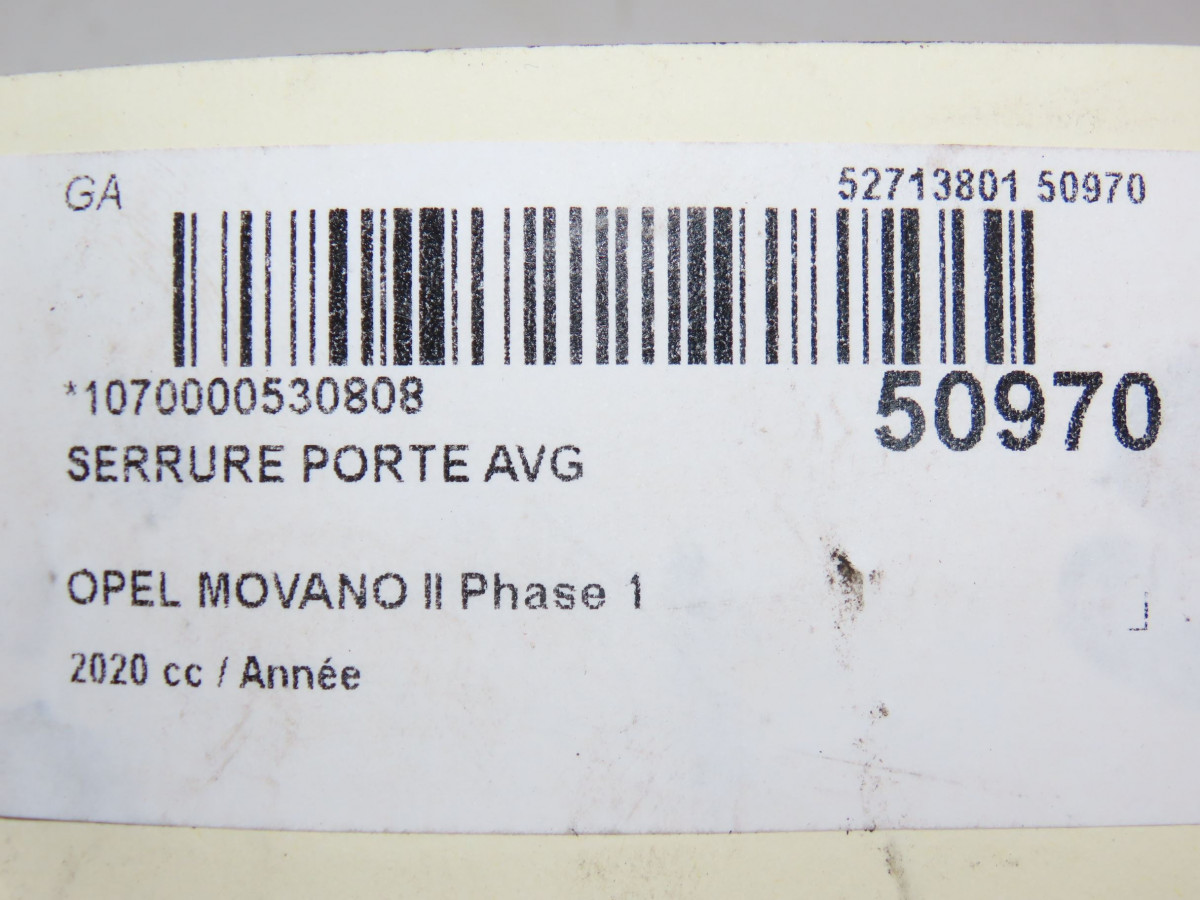 GA 52713801 50970
*1070000530808 50970
SERRURE PORTE AVG
OPEL MOVANO II Phase 1
2020 cc / Année